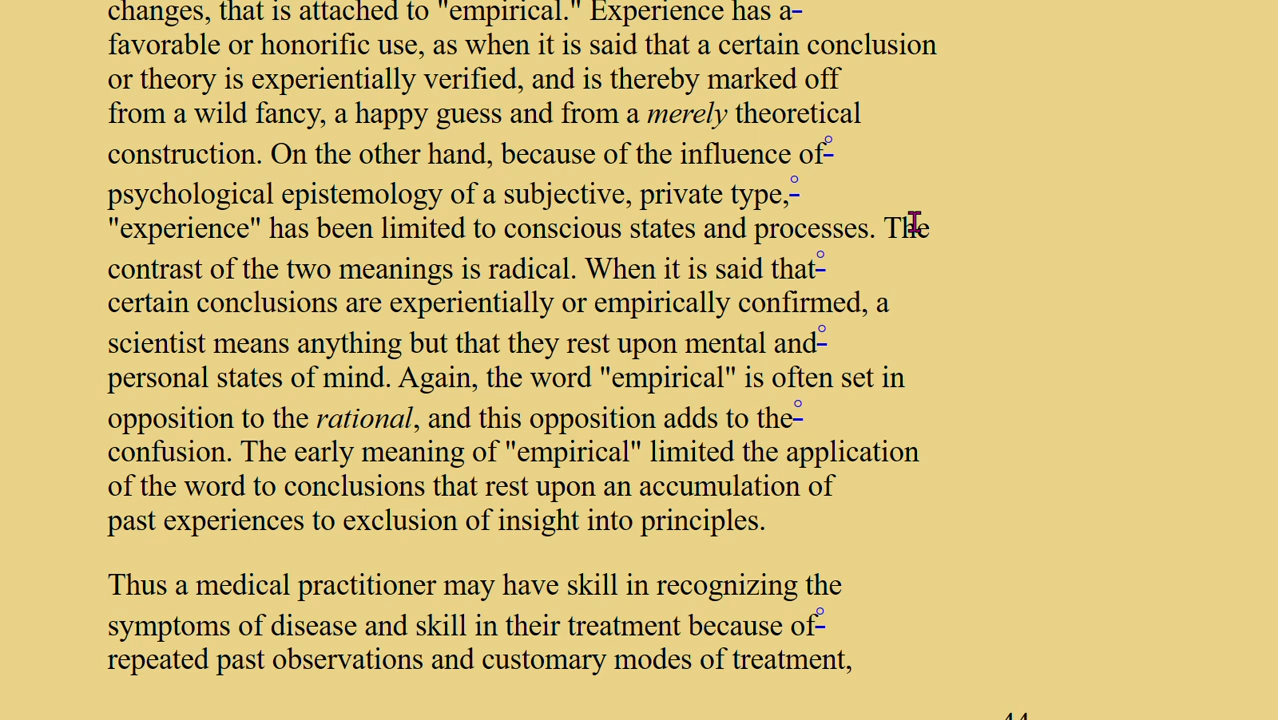 changes, that is attached to "empirical." Experience has a-
favorable or honorific use, as when it is said that a certain conclusion
or theory is experientially verified, and is thereby marked off
from a wild fancy, a happy guess and from a merely theoretical
construction. On the other hand, because of the influence of°-
psychological epistemology of a subjective, private type,°-
"experience" has been limited to conscious states and processes. The
contrast of the two meanings is radical. When it is said that°-
certain conclusions are experientially or empirically confirmed, a
scientist means anything but that they rest upon mental and°-
personal states of mind. Again, the word "empirical" is often set in
opposition to the rational, and this opposition adds to the°-
confusion. The early meaning of "empirical" limited the application
of the word to conclusions that rest upon an accumulation of
past experiences to exclusion of insight into principles.
Thus a medical practitioner may have skill in recognizing the
symptoms of disease and skill in their treatment because of°-
repeated past observations and customary modes of treatment,
44